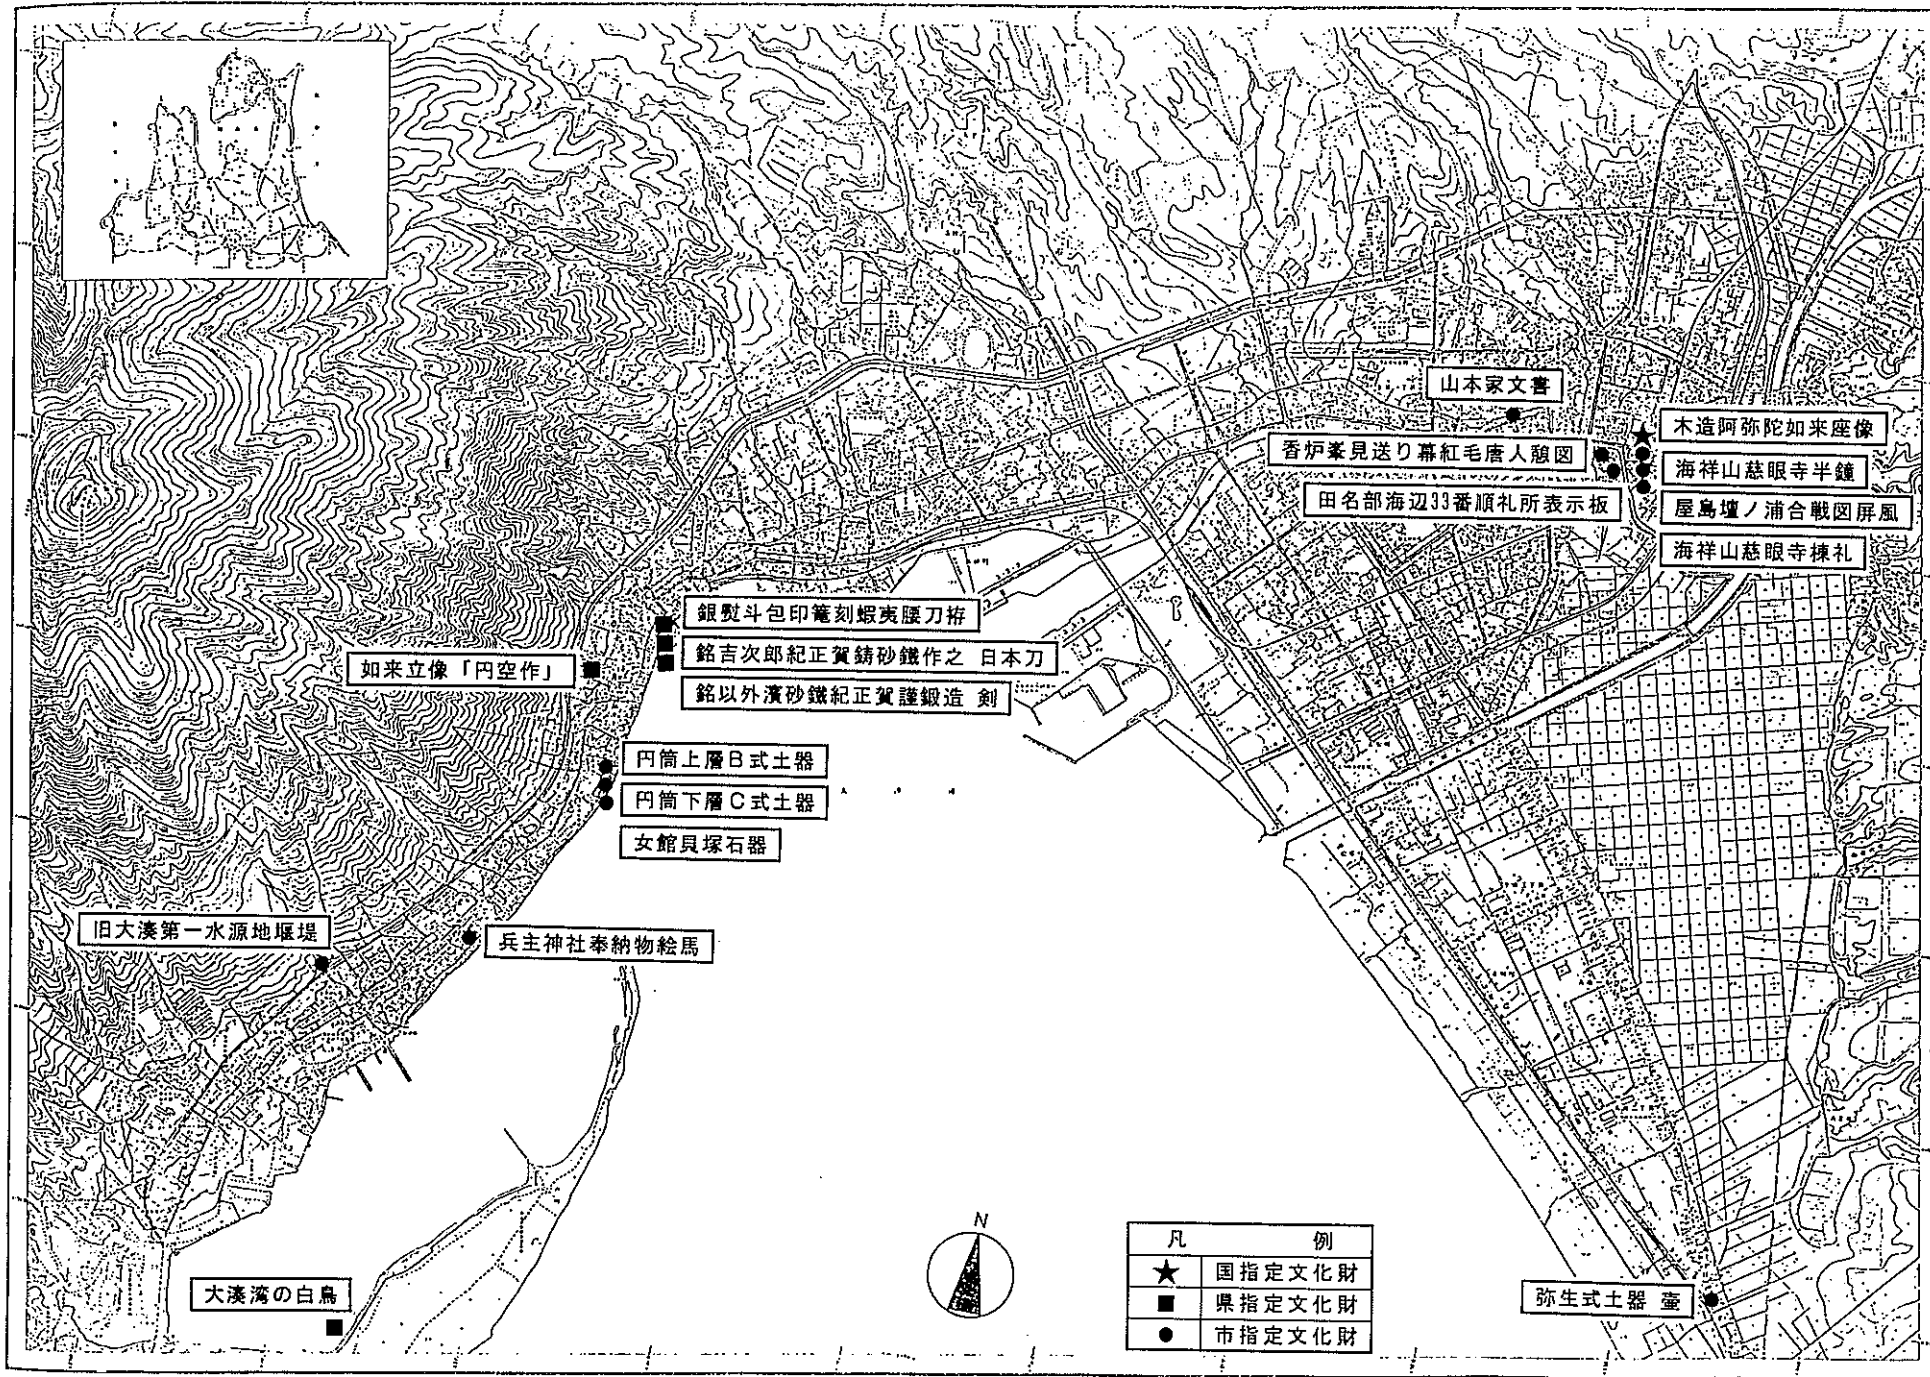 山本家文書
木造阿弥陀如来座像
香炉峯見送り幕紅毛唐人憩図
海祥山慈眼寺半鐘
田名部海辺33番順礼所表示板
屋島壇ノ浦合戦図屏風
海祥山慈眼寺棟札
銀熨斗包印篭刻蝦夷腰刀拵
銘吉次郎紀正賀鋳砂鐵作之 日本刀
如来立像「円空作」
銘以外濱砂鐵紀正賀謹鍛造 剣
円筒上層B式土器
円筒下層C式土器
女館貝塚石器
旧大湊第一水源地堰堤
兵主神社奉納物絵馬
大湊湾の白鳥
N
凡 例
★ 国指定文化財
■ 県指定文化財
● 市指定文化財
弥生式土器 壷